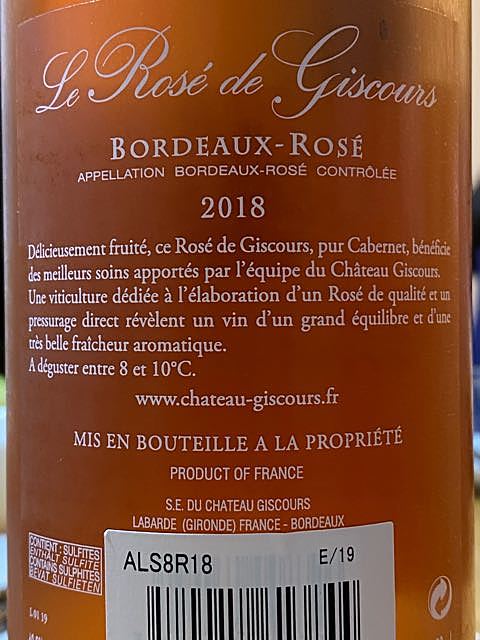 Le Rosé de Giscours
BORDEAUX-ROSÉ
APPELLATION BORDEAUX-ROSÉ CONTRÔLÉE
2018
Délicieusement fruité, ce Rosé de Giscours, pur Cabernet, bénéficie
des meilleurs soins apportés par l'équipe du Château Giscours.
Une viticulture dédiée à l'élaboration d'un Rosé de qualité et un
pressurage direct révèlent un vin d'un grand équilibre et d'une
très belle fraîcheur aromatique.
A déguster entre 8 et 10°C.
www.chateau-giscours.fr
MIS EN BOUTEILLE A LA PROPRIÉTÉ
PRODUCT OF FRANCE
S.E. DU CHATEAU GISCOURS
LABARDE (GIRONDE) FRANCE - BORDEAUX
CONTIENT : SULFITES
ENTHÄLT SULFITE
CONTAINS SULPHITES
BEVAT SULFIETEN
ALS8R18 E/19